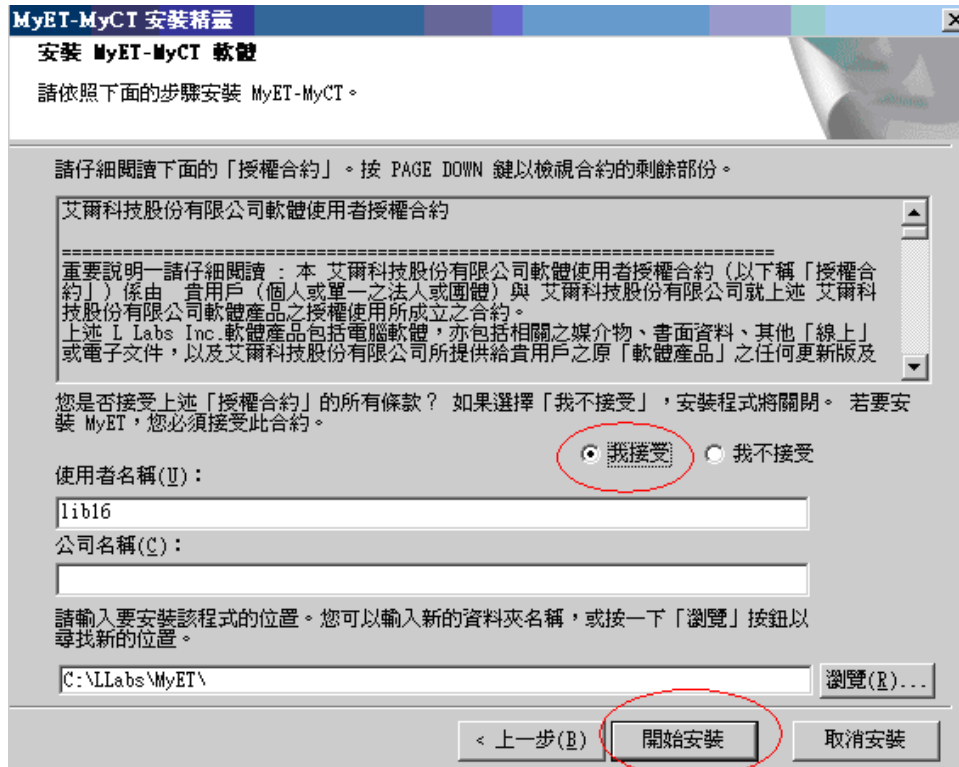 MyET-MyCT 安裝精靈
安裝 MyET-MyCT 軟體
請依照下面的步驟安裝 MyET-MyCT。
請仔細閱讀下面的「授權合約」。按 PAGE DOWN 鍵以檢視合約的剩餘部份。
艾爾科技股份有限公司軟體使用者授權合約
======================================================================
重要說明—請仔細閱讀 : 本 艾爾科技股份有限公司軟體使用者授權合約（以下稱「授權合
約」）係由　貴用戶（個人或單一之法人或團體）與 艾爾科技股份有限公司就上述 艾爾科
技股份有限公司軟體產品之授權使用所成立之合約。
上述 L Labs Inc.軟體產品包括電腦軟體，亦包括相關之媒介物、書面資料、其他「線上」
或電子文件，以及艾爾科技股份有限公司所提供給貴用戶之原「軟體產品」之任何更新版及
您是否接受上述「授權合約」的所有條款？ 如果選擇「我不接受」，安裝程式將關閉。 若要安
裝 MyET，您必須接受此合約。
我接受 我不接受
使用者名稱(U)：
lib16
公司名稱(C)：
請輸入要安裝該程式的位置。您可以輸入新的資料夾名稱，或按一下「瀏覽」按鈕以
尋找新的位置。
C:\LLabs\MyET\ 瀏覽(R)...
< 上一步(B) 開始安裝 取消安裝